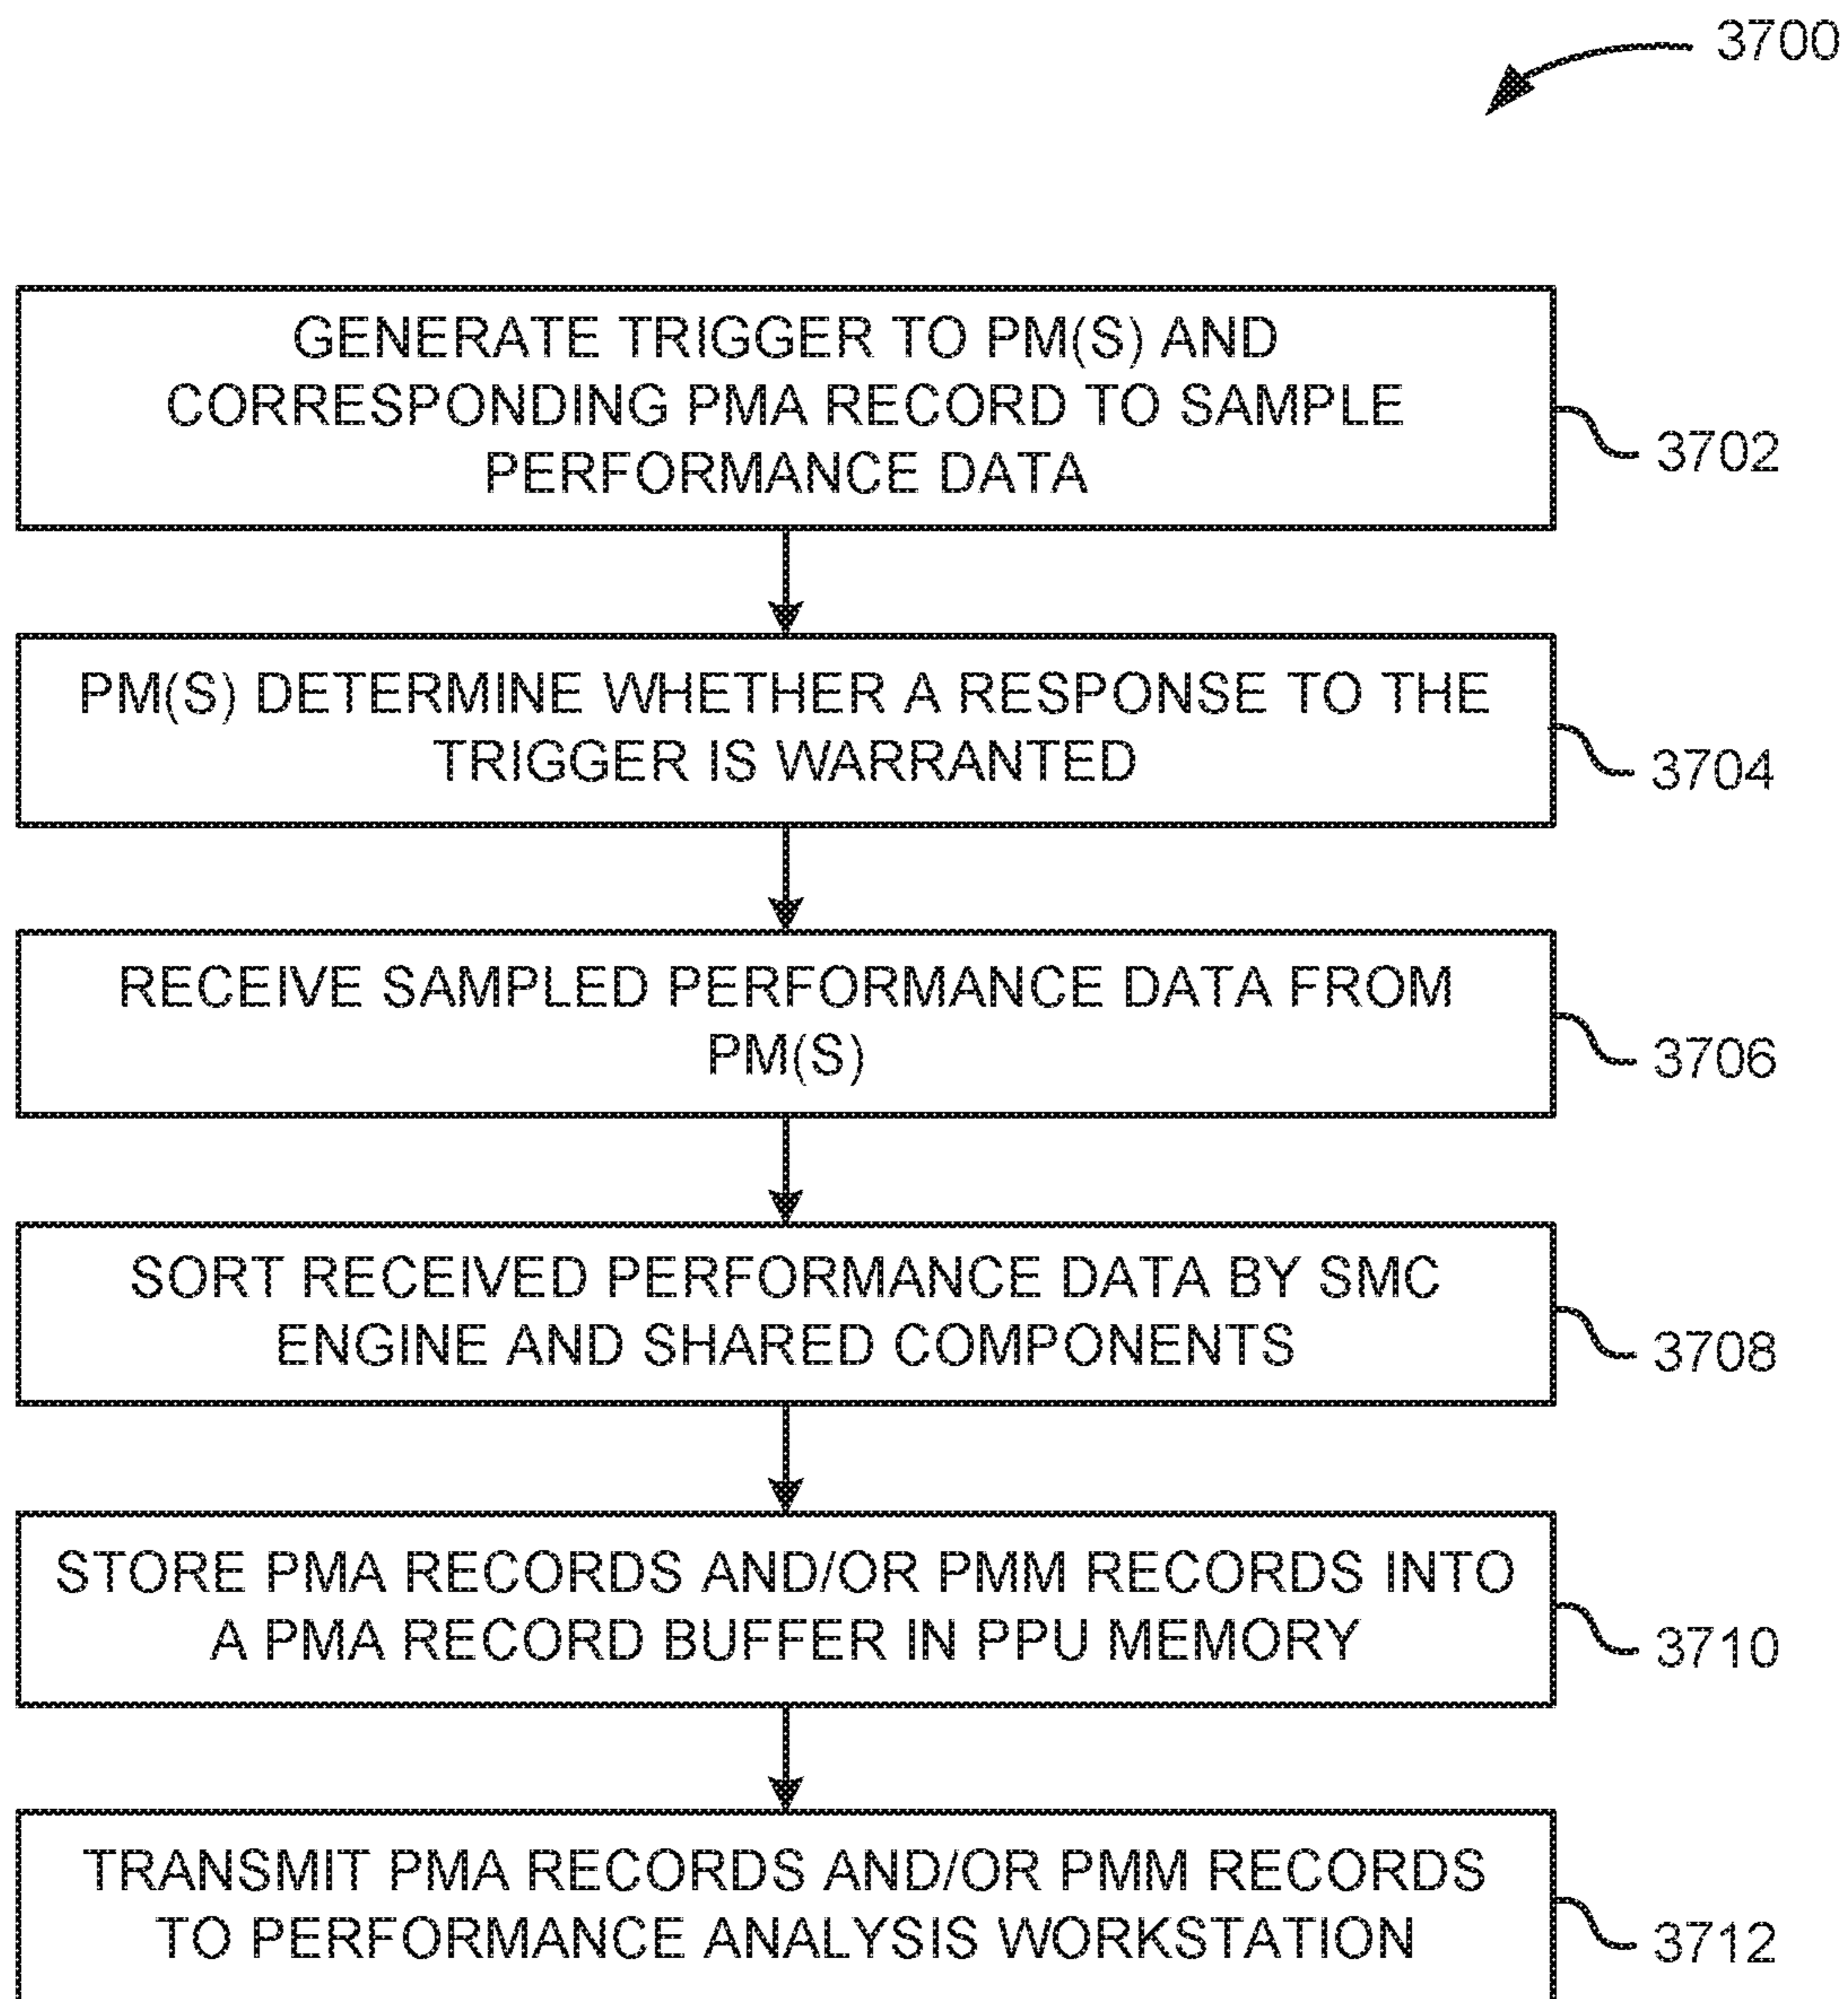 3700
GENERATE TRIGGER TO PM(S) AND
CORRESPONDING PMA RECORD TO SAMPLE
PERFORMANCE DATA
3702
PM(S) DETERMINE WHETHER A RESPONSE TO THE
TRIGGER IS WARRANTED
3704
RECEIVE SAMPLED PERFORMANCE DATA FROM
PM(S)
3706
SORT RECEIVED PERFORMANCE DATA BY SMC
ENGINE AND SHARED COMPONENTS
3708
STORE PMA RECORDS AND/OR PMM RECORDS INTO
A PMA RECORD BUFFER IN PPU MEMORY
3710
TRANSMIT PMA RECORDS AND/OR PMM RECORDS
TO PERFORMANCE ANALYSIS WORKSTATION
3712